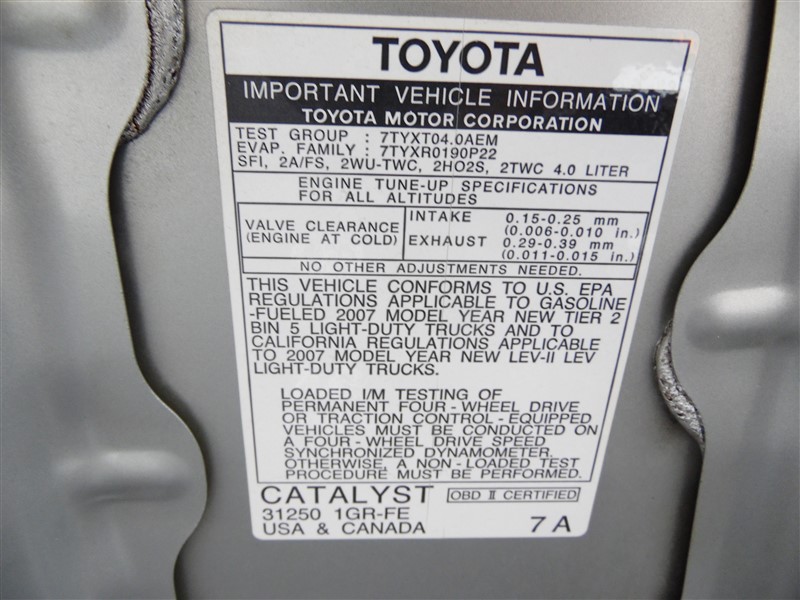 TOYOTA
IMPORTANT VEHICLE INFORMATION
TOYOTA MOTOR CORPORATION
TEST GROUP : 7TYXT04.0AEM
EVAP. FAMILY : 7TYXR0190P22
SFI, 2A/FS, 2WU-TWC, 2HO2S, 2TWC 4.0 LITER
ENGINE TUNE-UP SPECIFICATIONS
FOR ALL ALTITUDES
VALVE CLEARANCE
(ENGINE AT COLD)
INTAKE 0.15-0.25 mm
(0.006-0.010 in.)
EXHAUST 0.29-0.39 mm
(0.011-0.015 in.)
NO OTHER ADJUSTMENTS NEEDED.
THIS VEHICLE CONFORMS TO U.S. EPA
REGULATIONS APPLICABLE TO GASOLINE
-FUELED 2007 MODEL YEAR NEW TIER 2
BIN 5 LIGHT-DUTY TRUCKS AND TO
CALIFORNIA REGULATIONS APPLICABLE
TO 2007 MODEL YEAR NEW LEV-II LEV
LIGHT-DUTY TRUCKS.
LOADED I/M TESTING OF
PERMANENT FOUR-WHEEL DRIVE
OR TRACTION CONTROL-EQUIPPED
VEHICLES MUST BE CONDUCTED ON
A FOUR-WHEEL DRIVE SPEED
SYNCHRONIZED DYNAMOMETER.
OTHERWISE, A NON-LOADED TEST
PROCEDURE MUST BE PERFORMED.
CATALYST OBD II CERTIFIED
31250 1GR-FE
USA & CANADA 7A